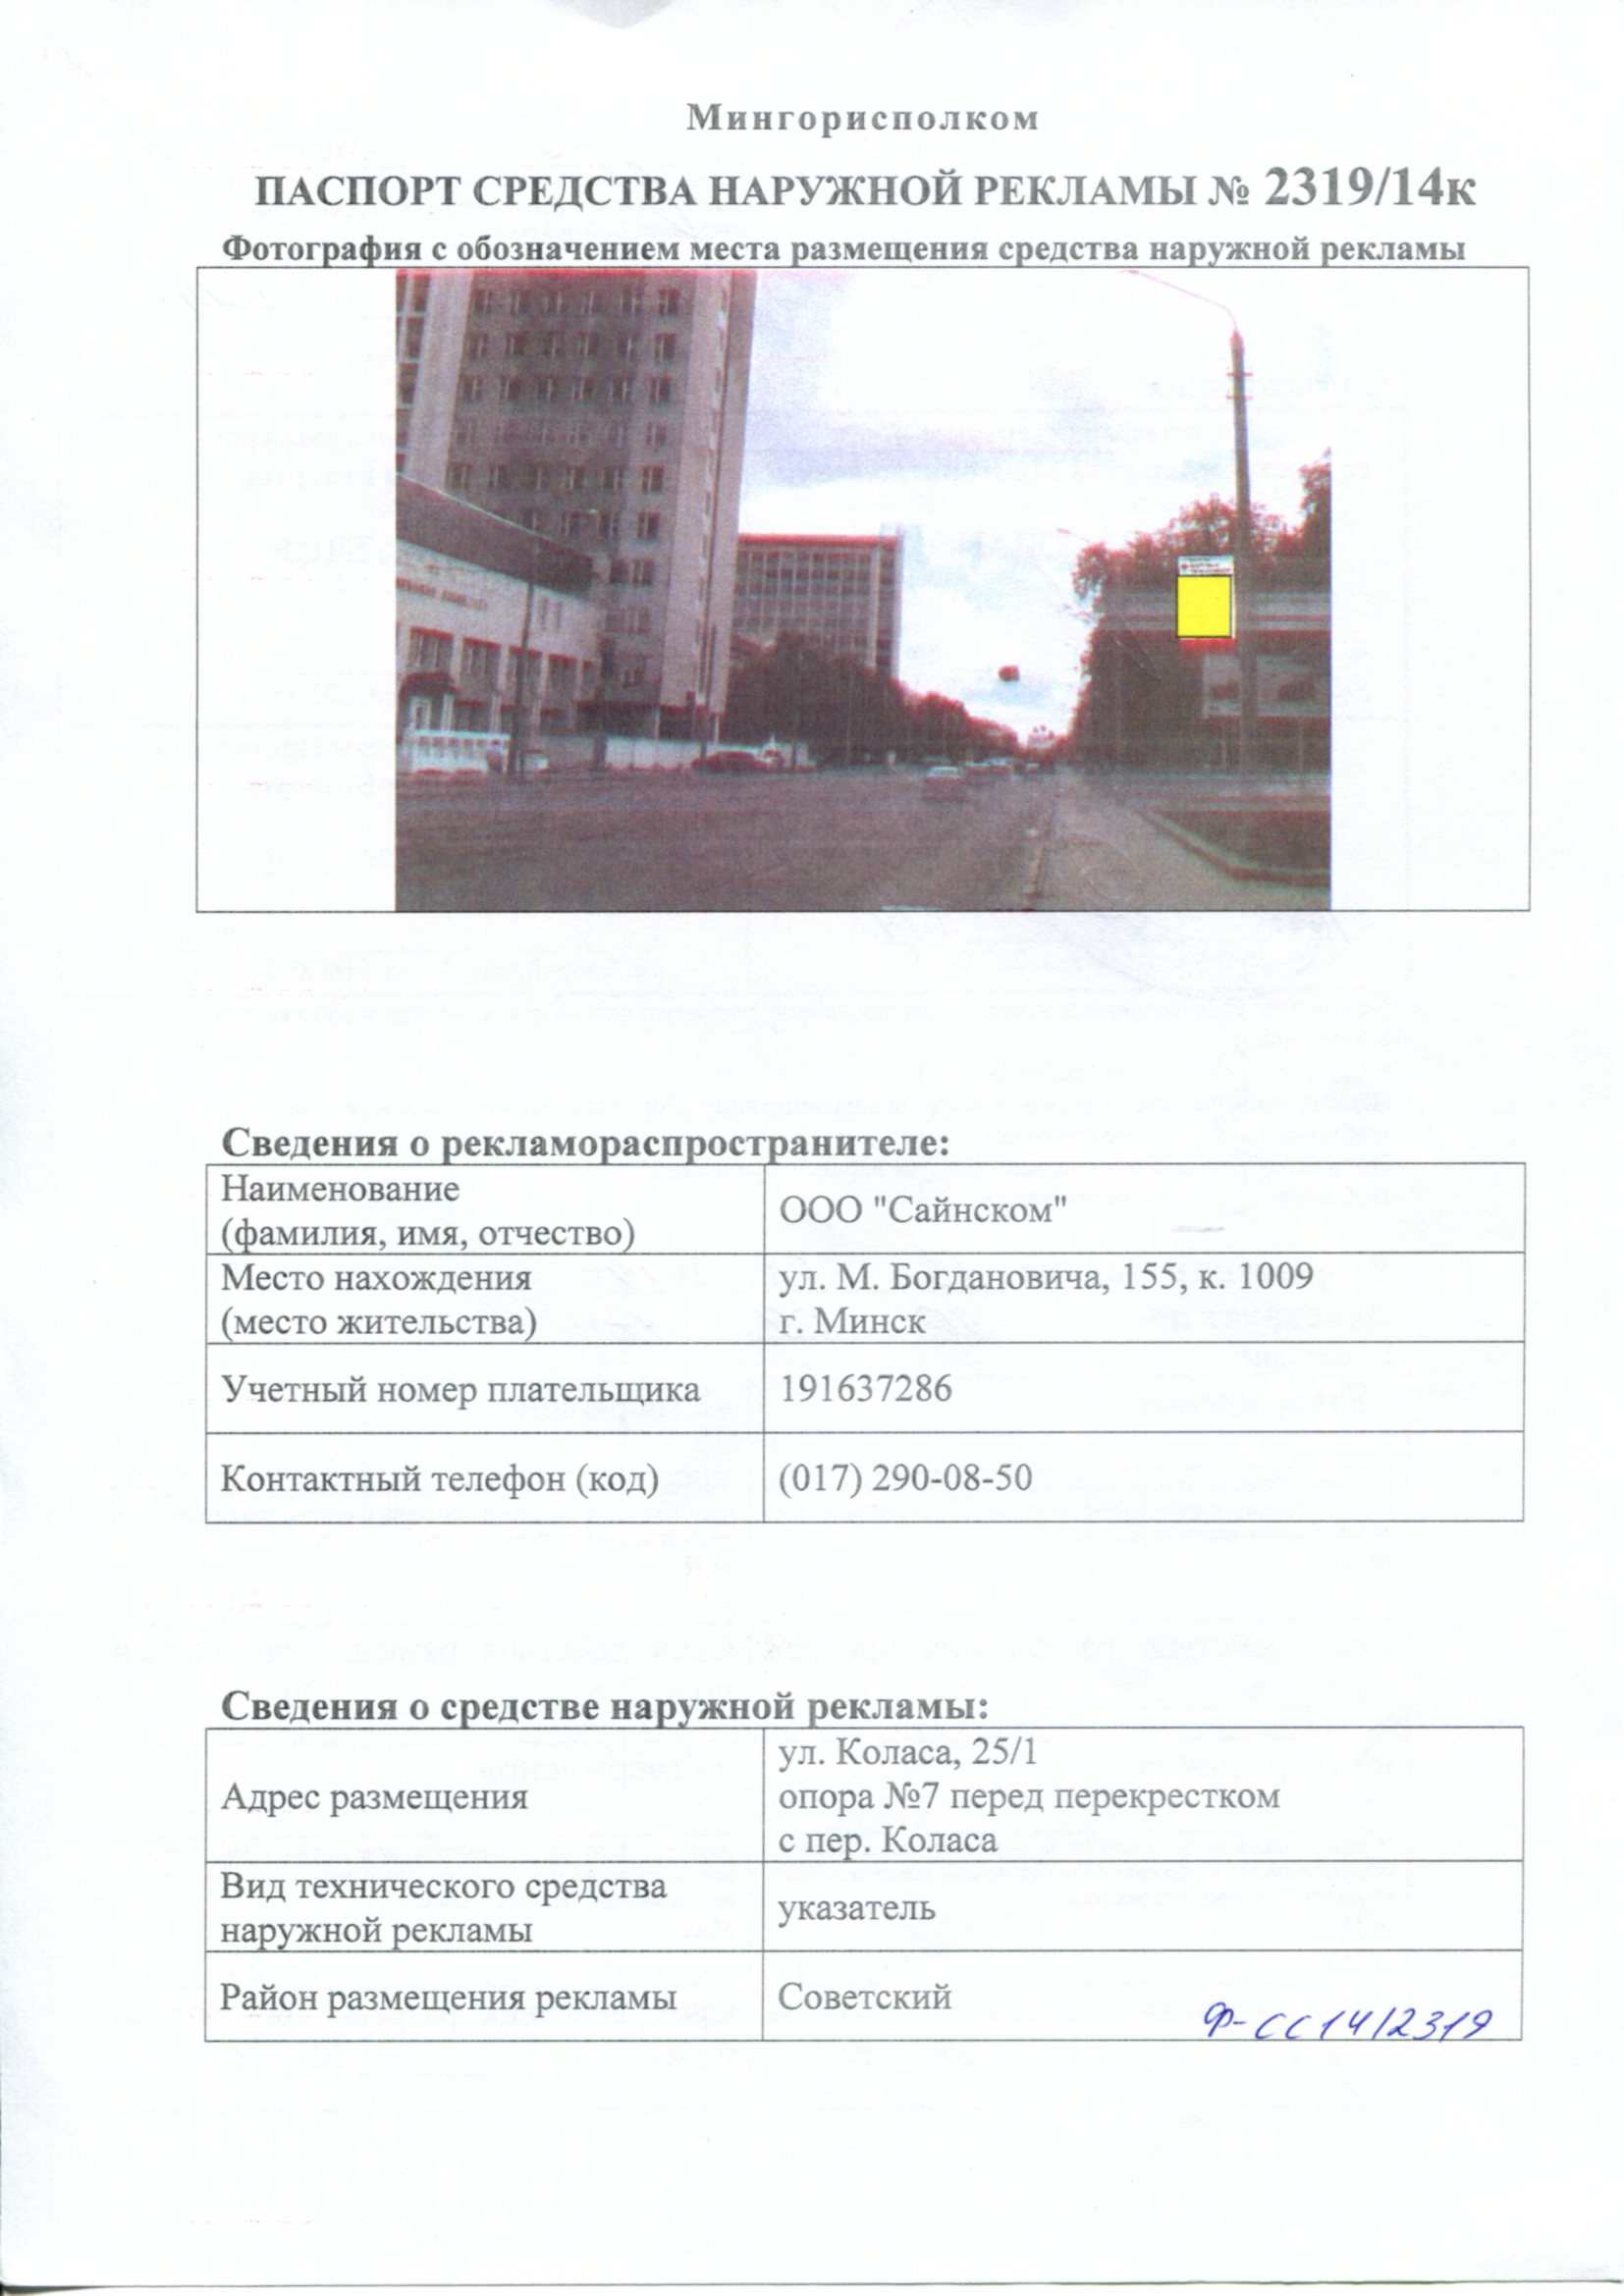 Мингорисполком
ПАСПОРТ СРЕДСТВА НАРУЖНОЙ РЕКЛАМЫ № 2319/14к
Фотография с обозначением места размещения средства наружной рекламы
Сведения о рекламораспространителе:
Наименование
(фамилия, имя, отчество)
ООО "Сайнском"
Место нахождения
(место жительства)
ул. М. Богдановича, 155, к. 1009
г. Минск
Учетный номер плательщика
191637286
Контактный телефон (код)
(017) 290-08-50
Сведения о средстве наружной рекламы:
Адрес размещения
ул. Коласа, 25/1
опора №7 перед перекрестком
с пер. Коласа
Вид технического средства
наружной рекламы
указатель
Район размещения рекламы
Советский
Ф-СС14/2319